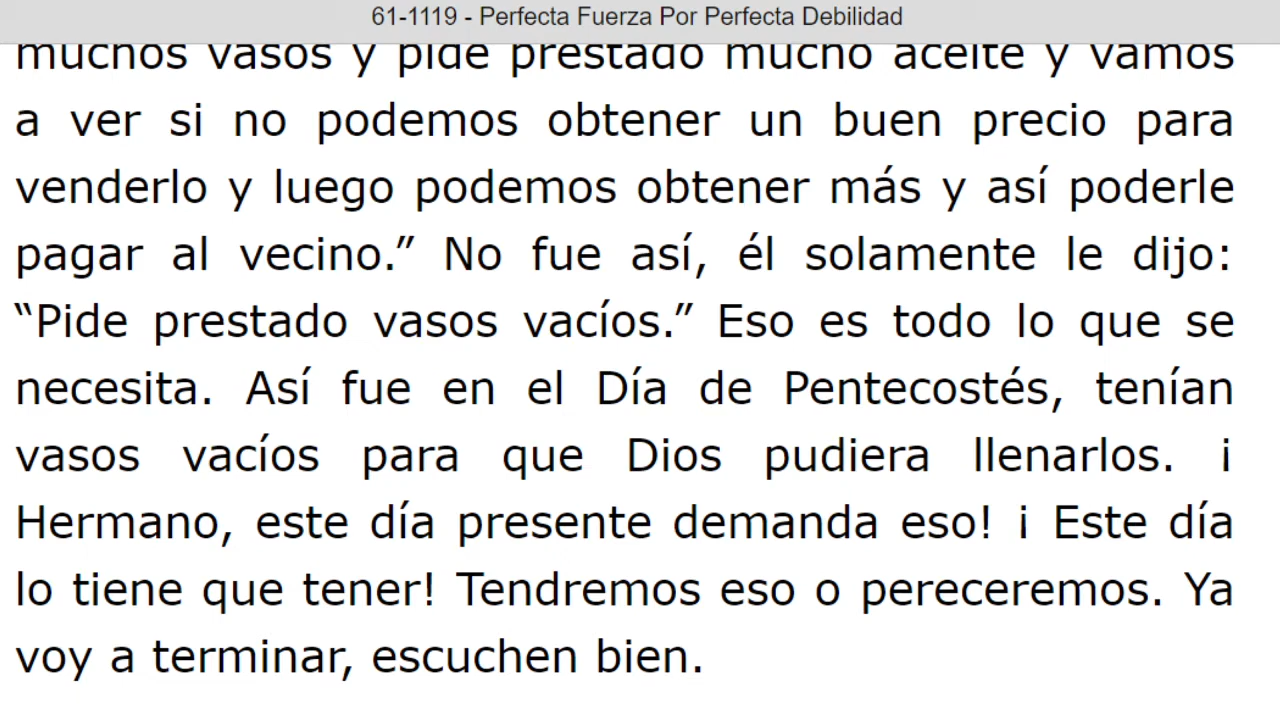 61-1119 - Perfecta Fuerza Por Perfecta Debilidad
muchos vasos y pide prestado mucho aceite y vamos
a ver si no podemos obtener un buen precio para
venderlo y luego podemos obtener más y así poderle
pagar al vecino.” No fue así, él solamente le dijo:
“Pide prestado vasos vacíos.” Eso es todo lo que se
necesita. Así fue en el Día de Pentecostés, tenían
vasos vacíos para que Dios pudiera llenarlos. ¡
Hermano, este día presente demanda eso! ¡ Este día
lo tiene que tener! Tendremos eso o pereceremos. Ya
voy a terminar, escuchen bien.